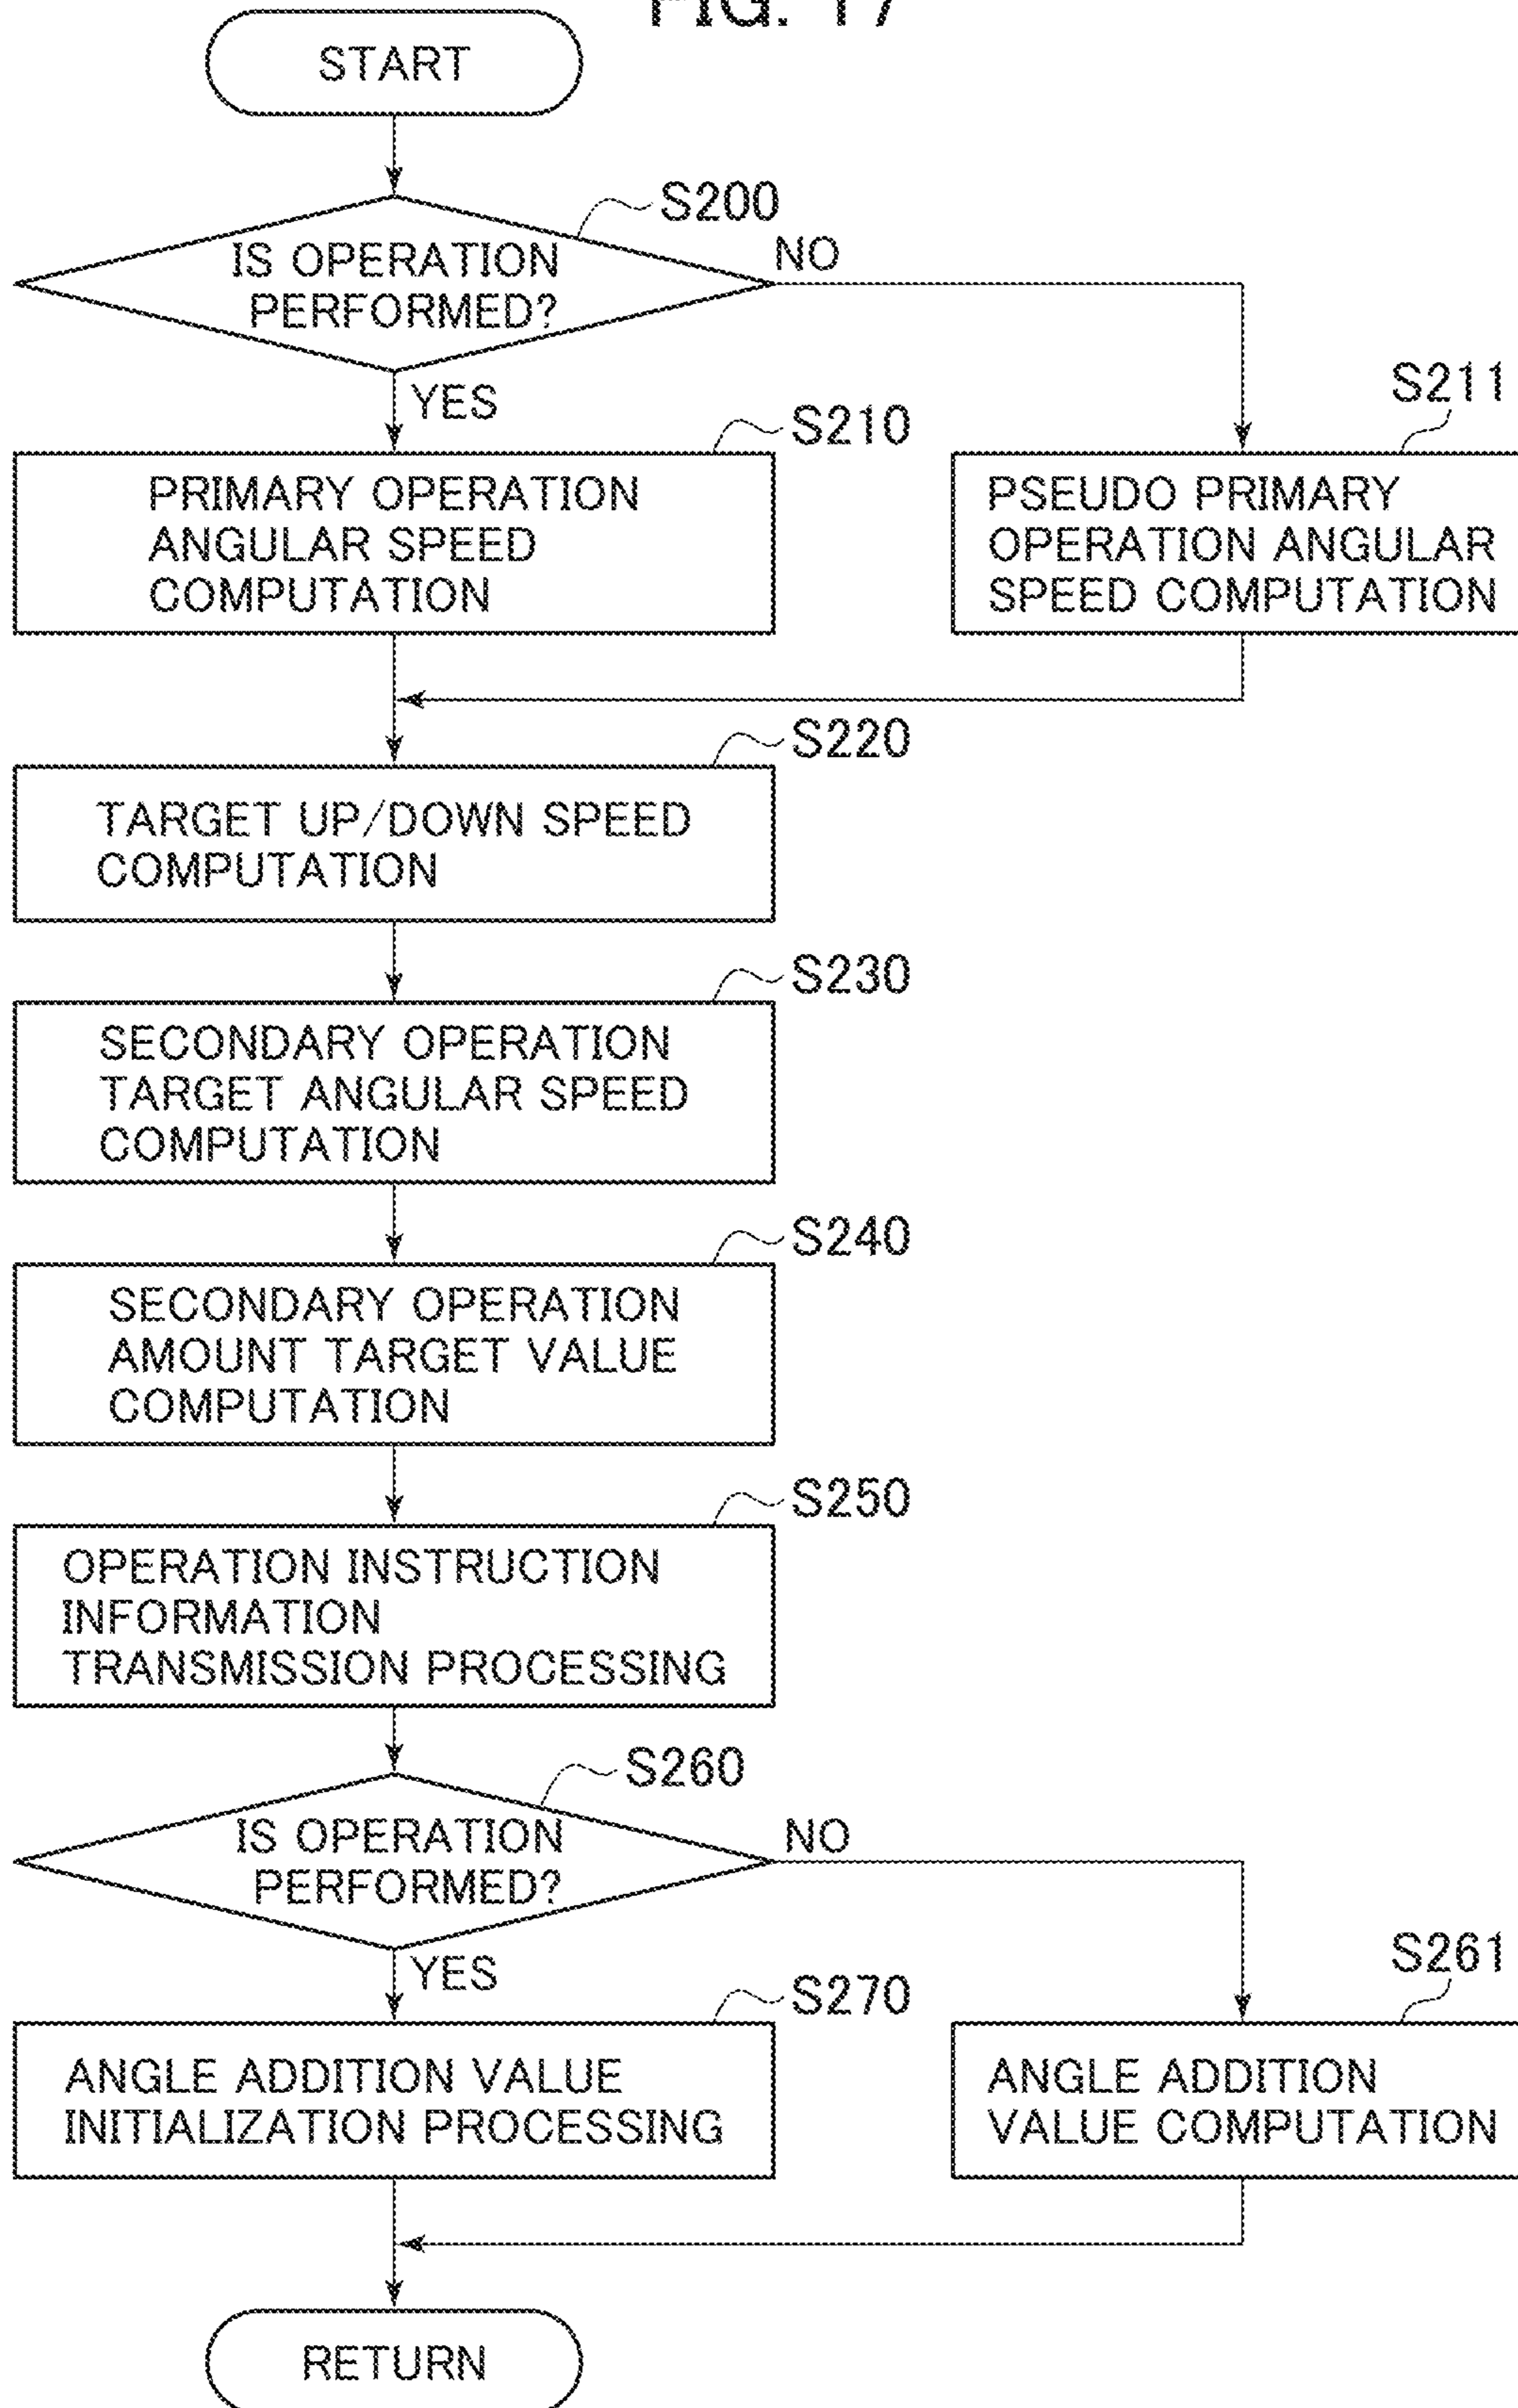 FIG. 17
START
S200
IS OPERATION
PERFORMED?
NO
YES
S210
S211
PRIMARY OPERATION
ANGULAR SPEED
COMPUTATION
PSEUDO PRIMARY
OPERATION ANGULAR
SPEED COMPUTATION
S220
TARGET UP/DOWN SPEED
COMPUTATION
S230
SECONDARY OPERATION
TARGET ANGULAR SPEED
COMPUTATION
S240
SECONDARY OPERATION
AMOUNT TARGET VALUE
COMPUTATION
S250
OPERATION INSTRUCTION
INFORMATION
TRANSMISSION PROCESSING
S260
IS OPERATION
PERFORMED?
NO
YES
S270
S261
ANGLE ADDITION VALUE
INITIALIZATION PROCESSING
ANGLE ADDITION
VALUE COMPUTATION
RETURN